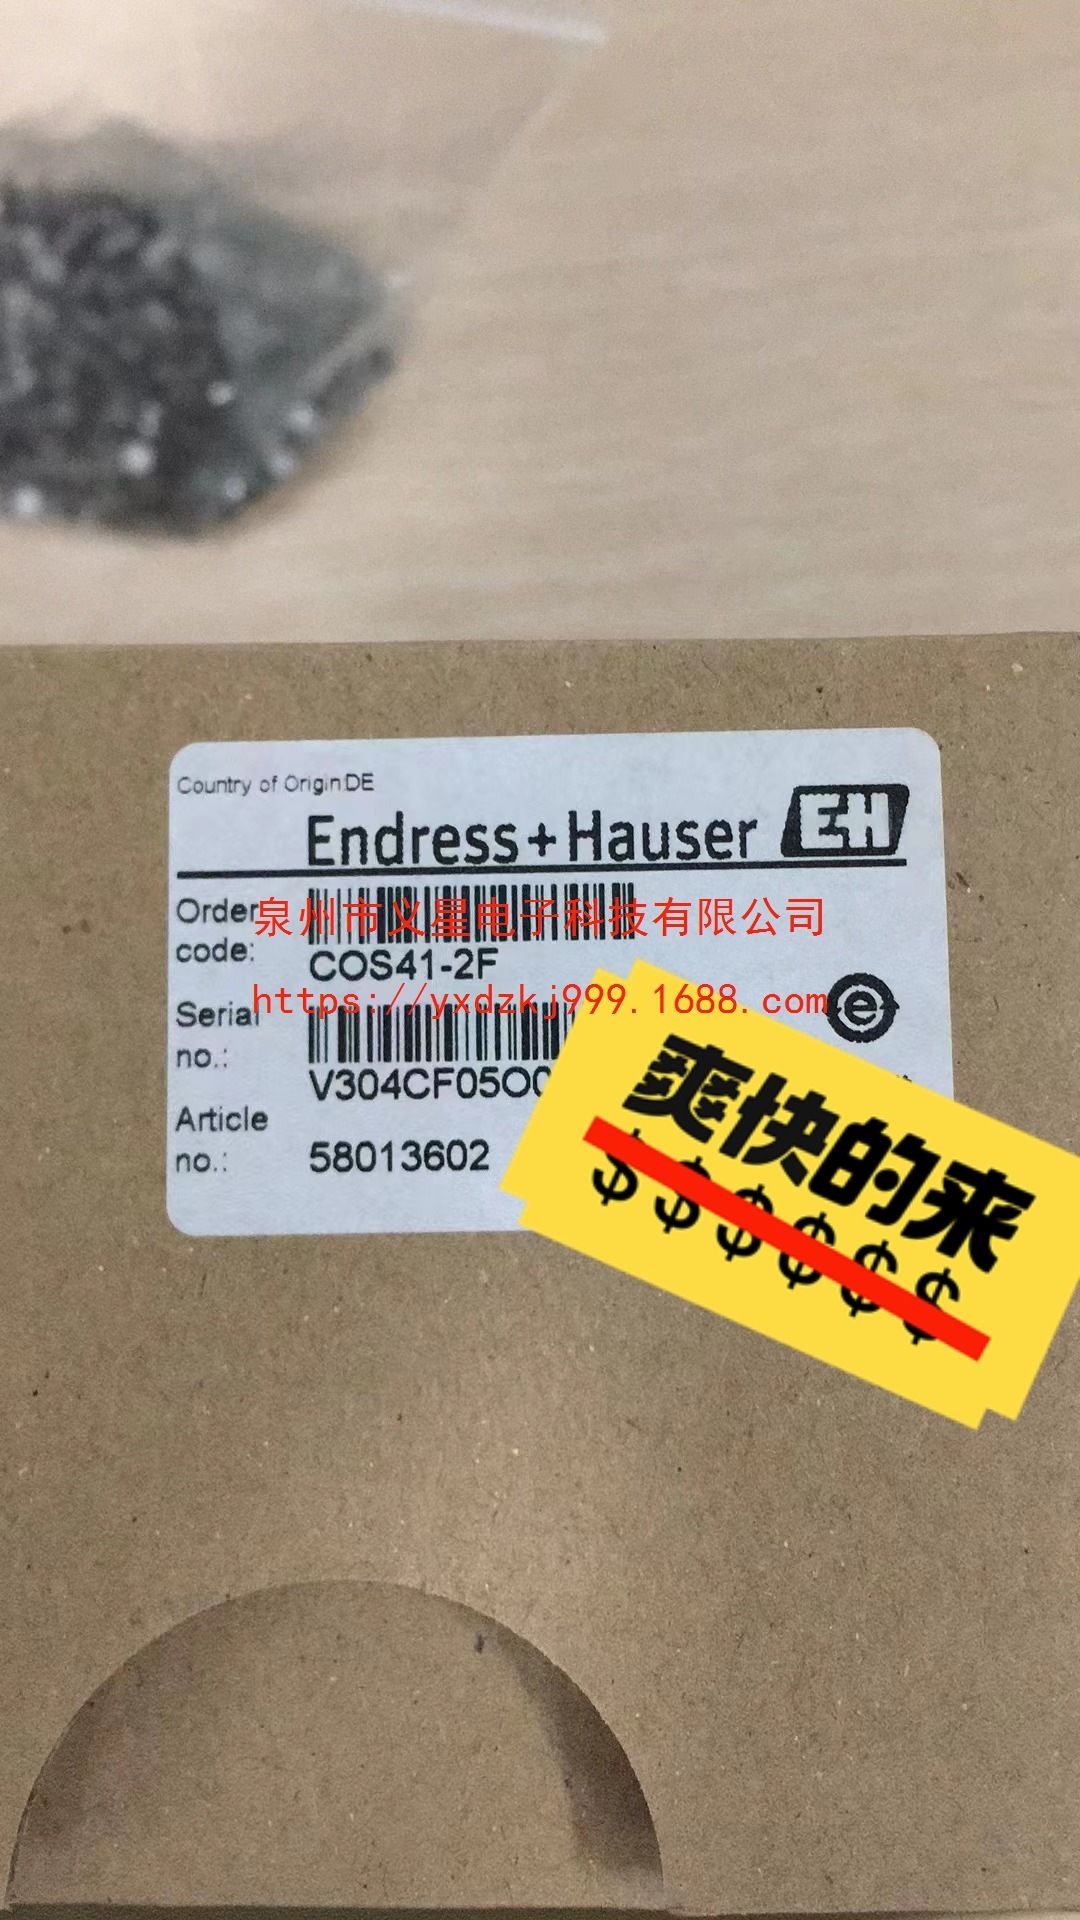 Country of Origin:DE
Endress+Hauser EH
Order code:
泉州市义星电子科技有限公司
COS41-2F
https://yxdzkj999.1688.com
Serial no.:
V304CF05O0
Article no.:
58013602
爽快的来
$$$$$$